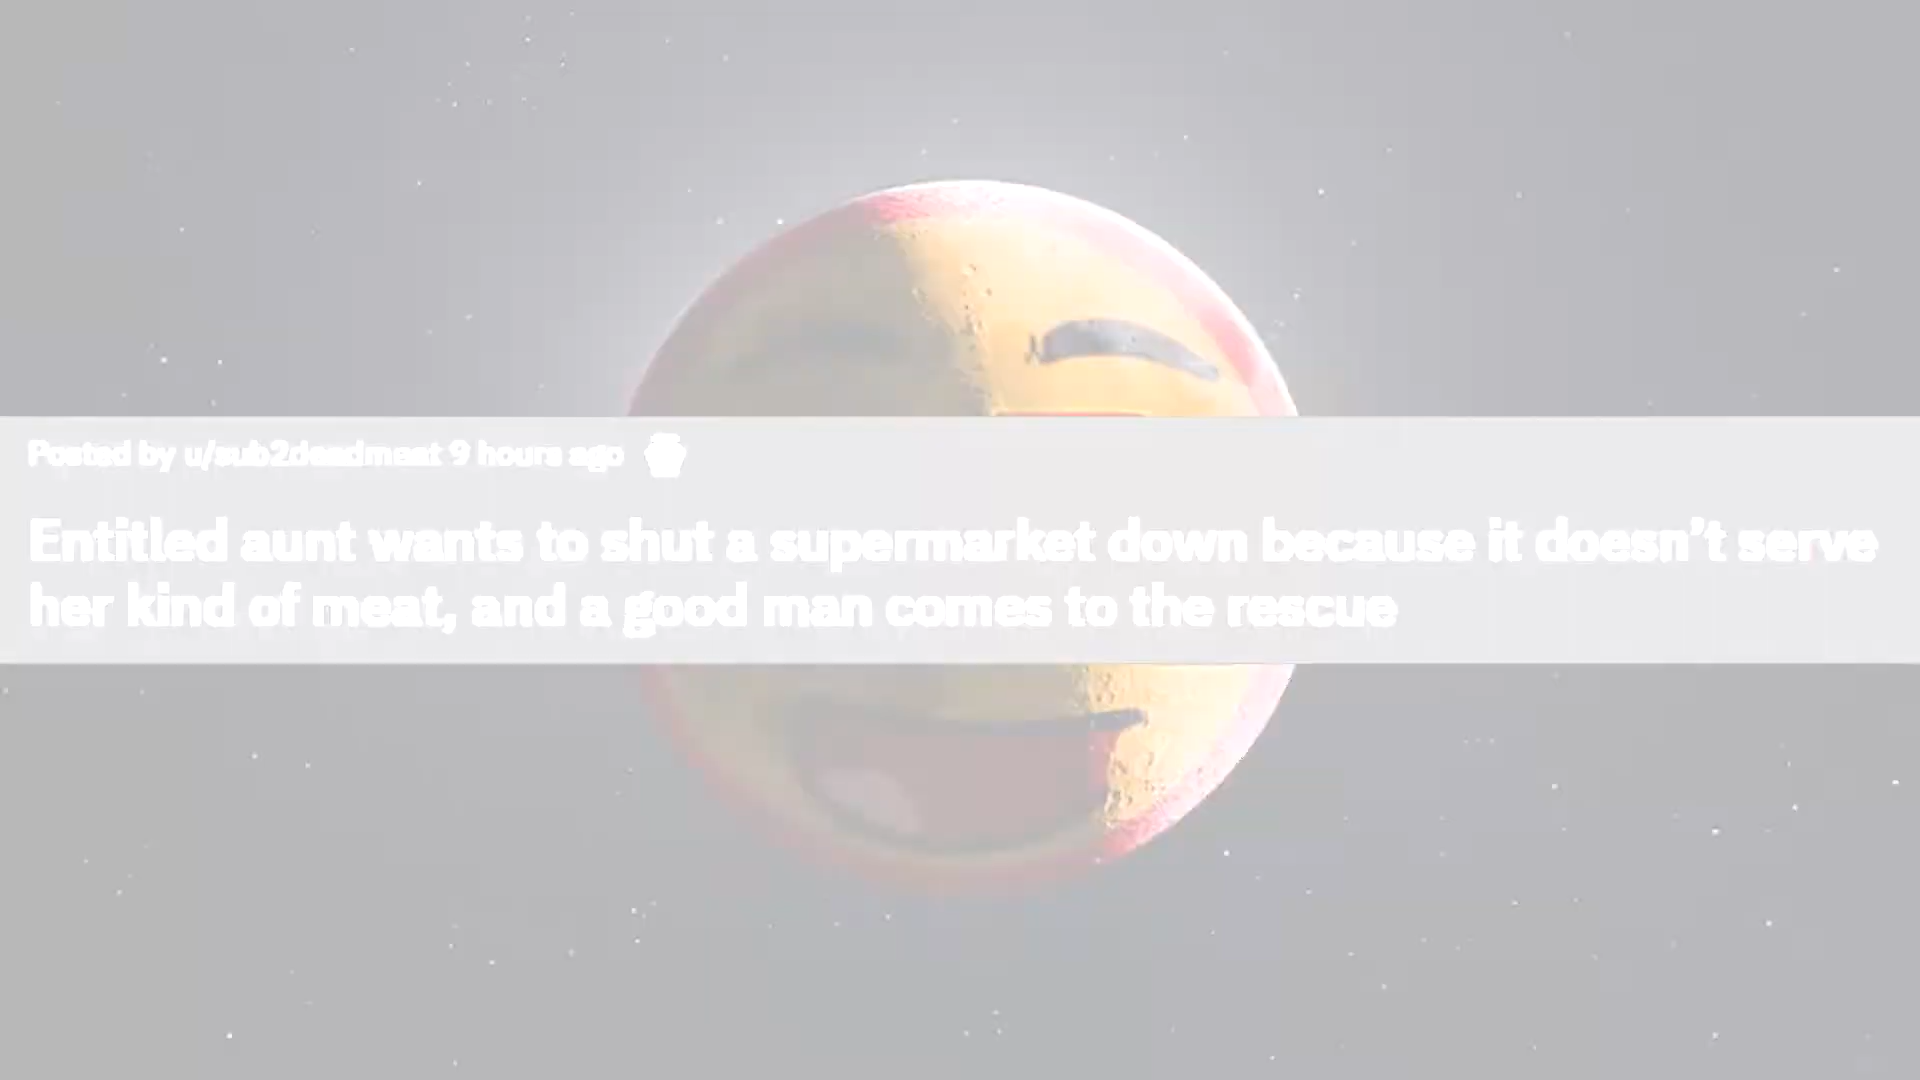 Posted by u/sub2deadmeat 9 hours ago
Entitled aunt wants to shut a supermarket down because it doesn’t serve
her kind of meat, and a good man comes to the rescue